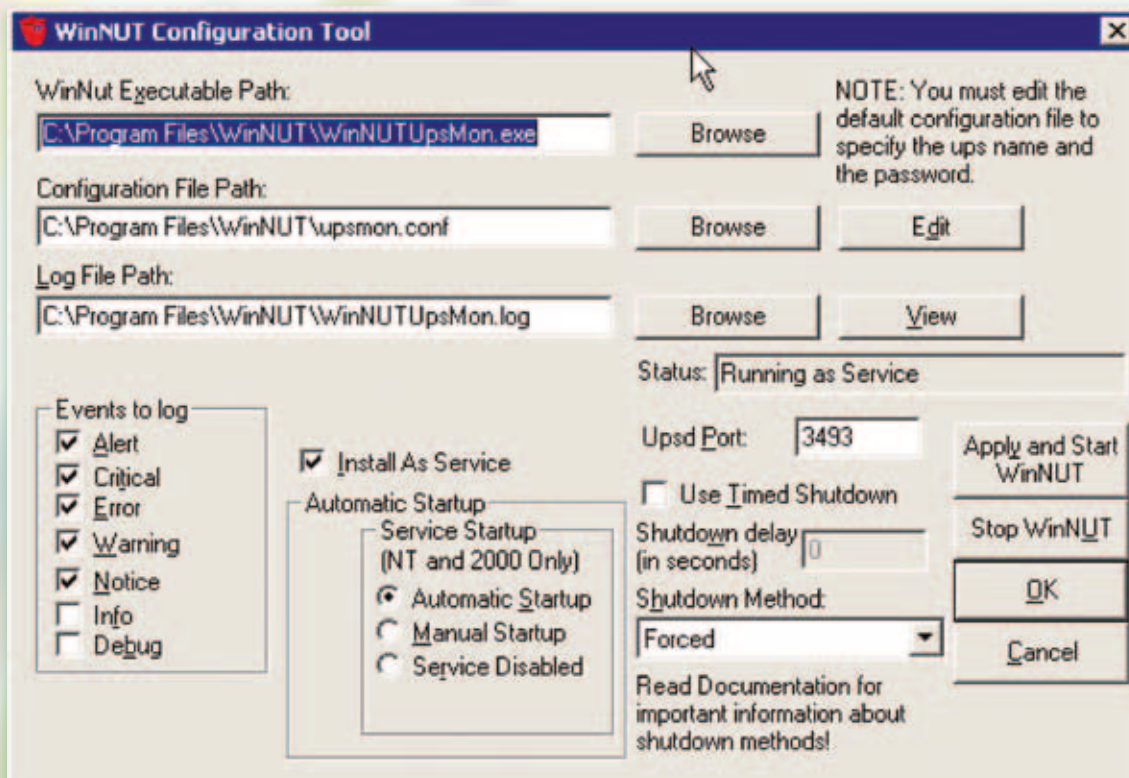 WinNUT Configuration Tool
WinNut Executable Path:
C:\Program Files\WinNUT\WinNUTUpsMon.exe
Browse
NOTE: You must edit the
default configuration file to
specify the ups name and
the password.
Configuration File Path:
C:\Program Files\WinNUT\upsmon.conf
Browse
Edit
Log File Path:
C:\Program Files\WinNUT\WinNUTUpsMon.log
Browse
View
Status:
Running as Service
Events to log
Alert
Critical
Error
Warning
Notice
Info
Debug
Install As Service
Automatic Startup
Service Startup
(NT and 2000 Only)
Automatic Startup
Manual Startup
Service Disabled
Upsd Port:
3493
Use Timed Shutdown
Shutdown delay
(in seconds)
0
Shutdown Method:
Forced
Read Documentation for
important information about
shutdown methods!
Apply and Start
WinNUT
Stop WinNUT
OK
Cancel